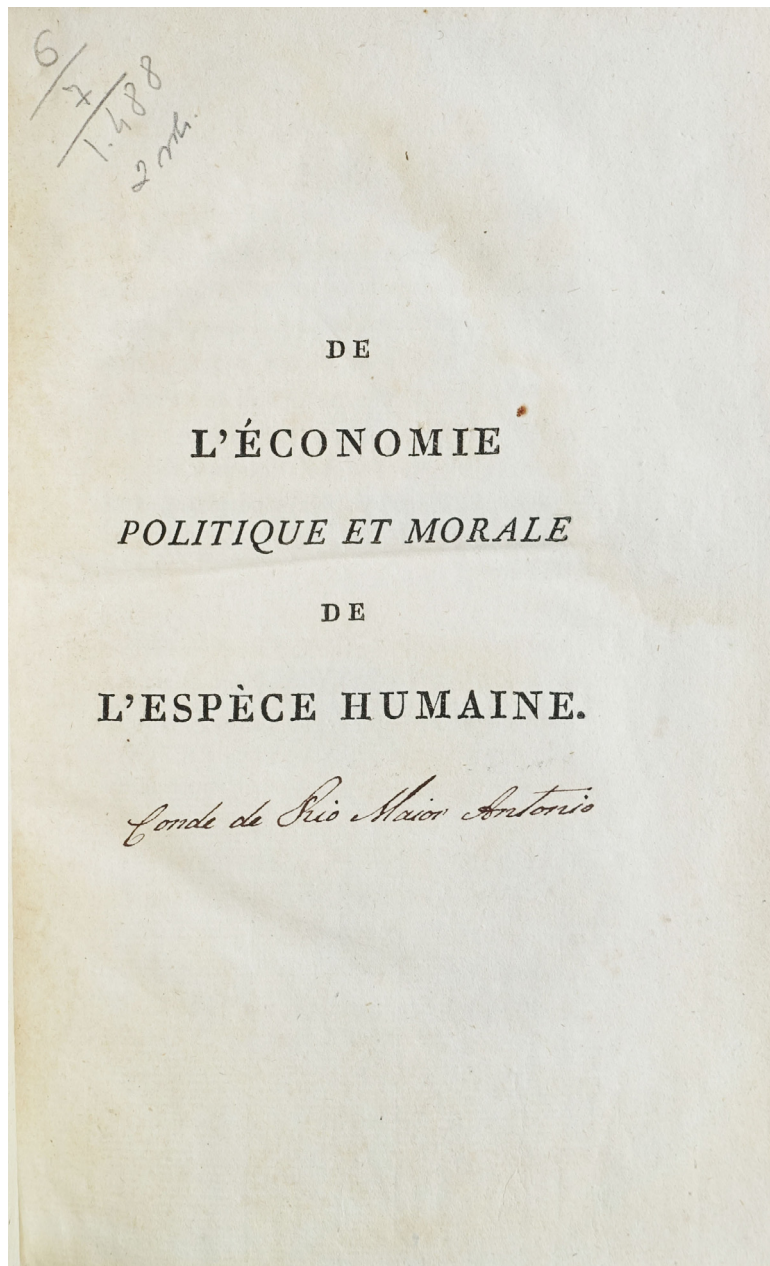 6
7
1.488
2
DE
L'ÉCONOMIE
POLITIQUE ET MORALE
DE
L'ESPÈCE HUMAINE.
Conde de Rio Maior Antonio